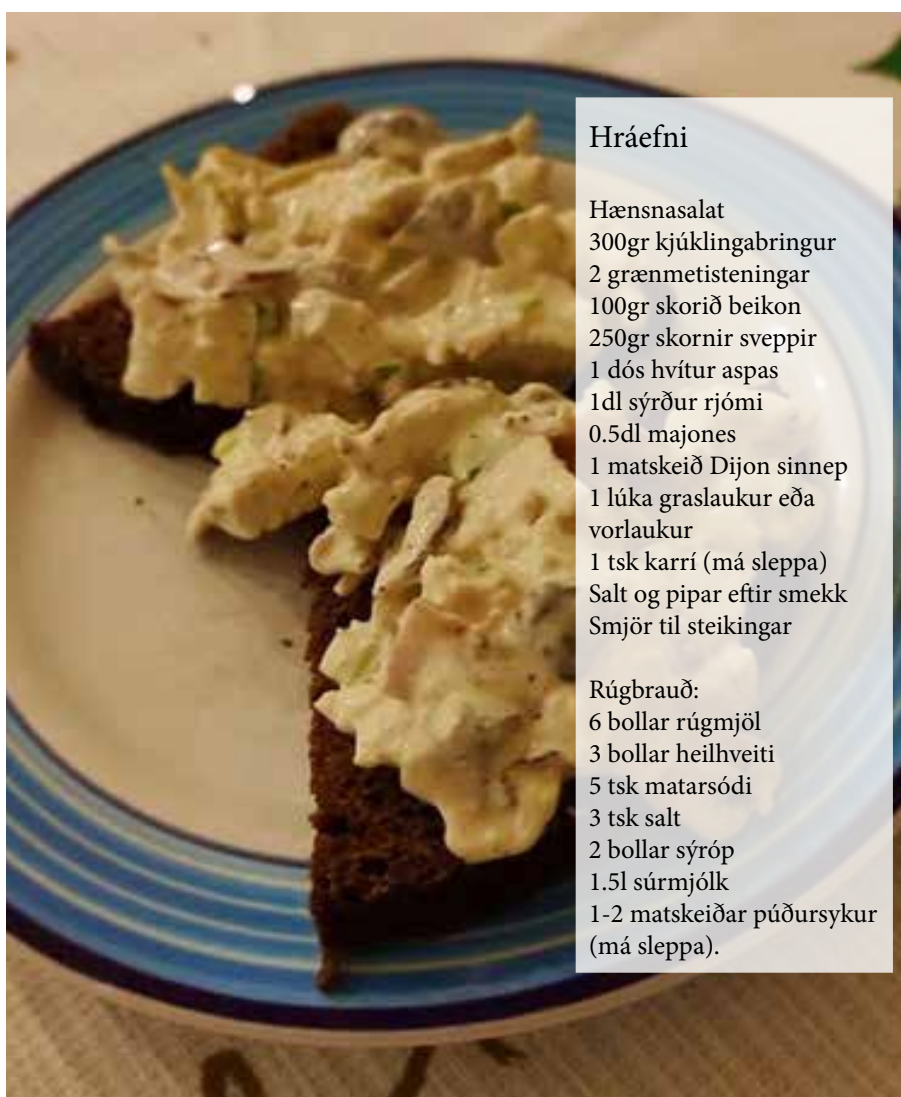 Hráefni
Hænsnasalat
300gr kjúklingabringur
2 grænmetisteningar
100gr skorið beikon
250gr skornir sveppir
1 dós hvítur aspas
1dl sýrður rjómi
0.5dl majones
1 matskeið Dijon sinnep
1 lúka graslaukur eða
vorlaukur
1 tsk karrí (má sleppa)
Salt og pipar eftir smekk
Smjör til steikingar
Rúgbrauð:
6 bollar rúgmjöl
3 bollar heilhveiti
5 tsk matarsódi
3 tsk salt
2 bollar sýróp
1.5l súrmjólk
1-2 matskeiðar púðursykur
(má sleppa).